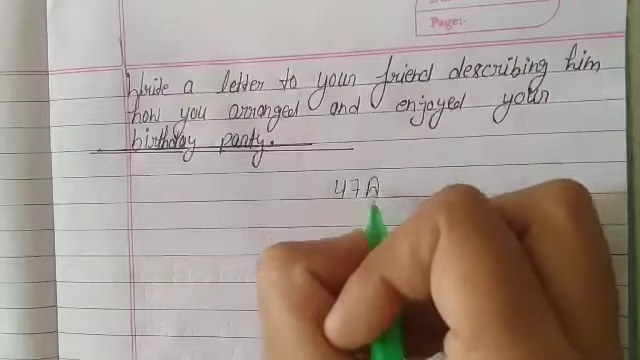 Page:-
Write a letter to your friend describing him
how you arranged and enjoyed your
birthday party.
47A